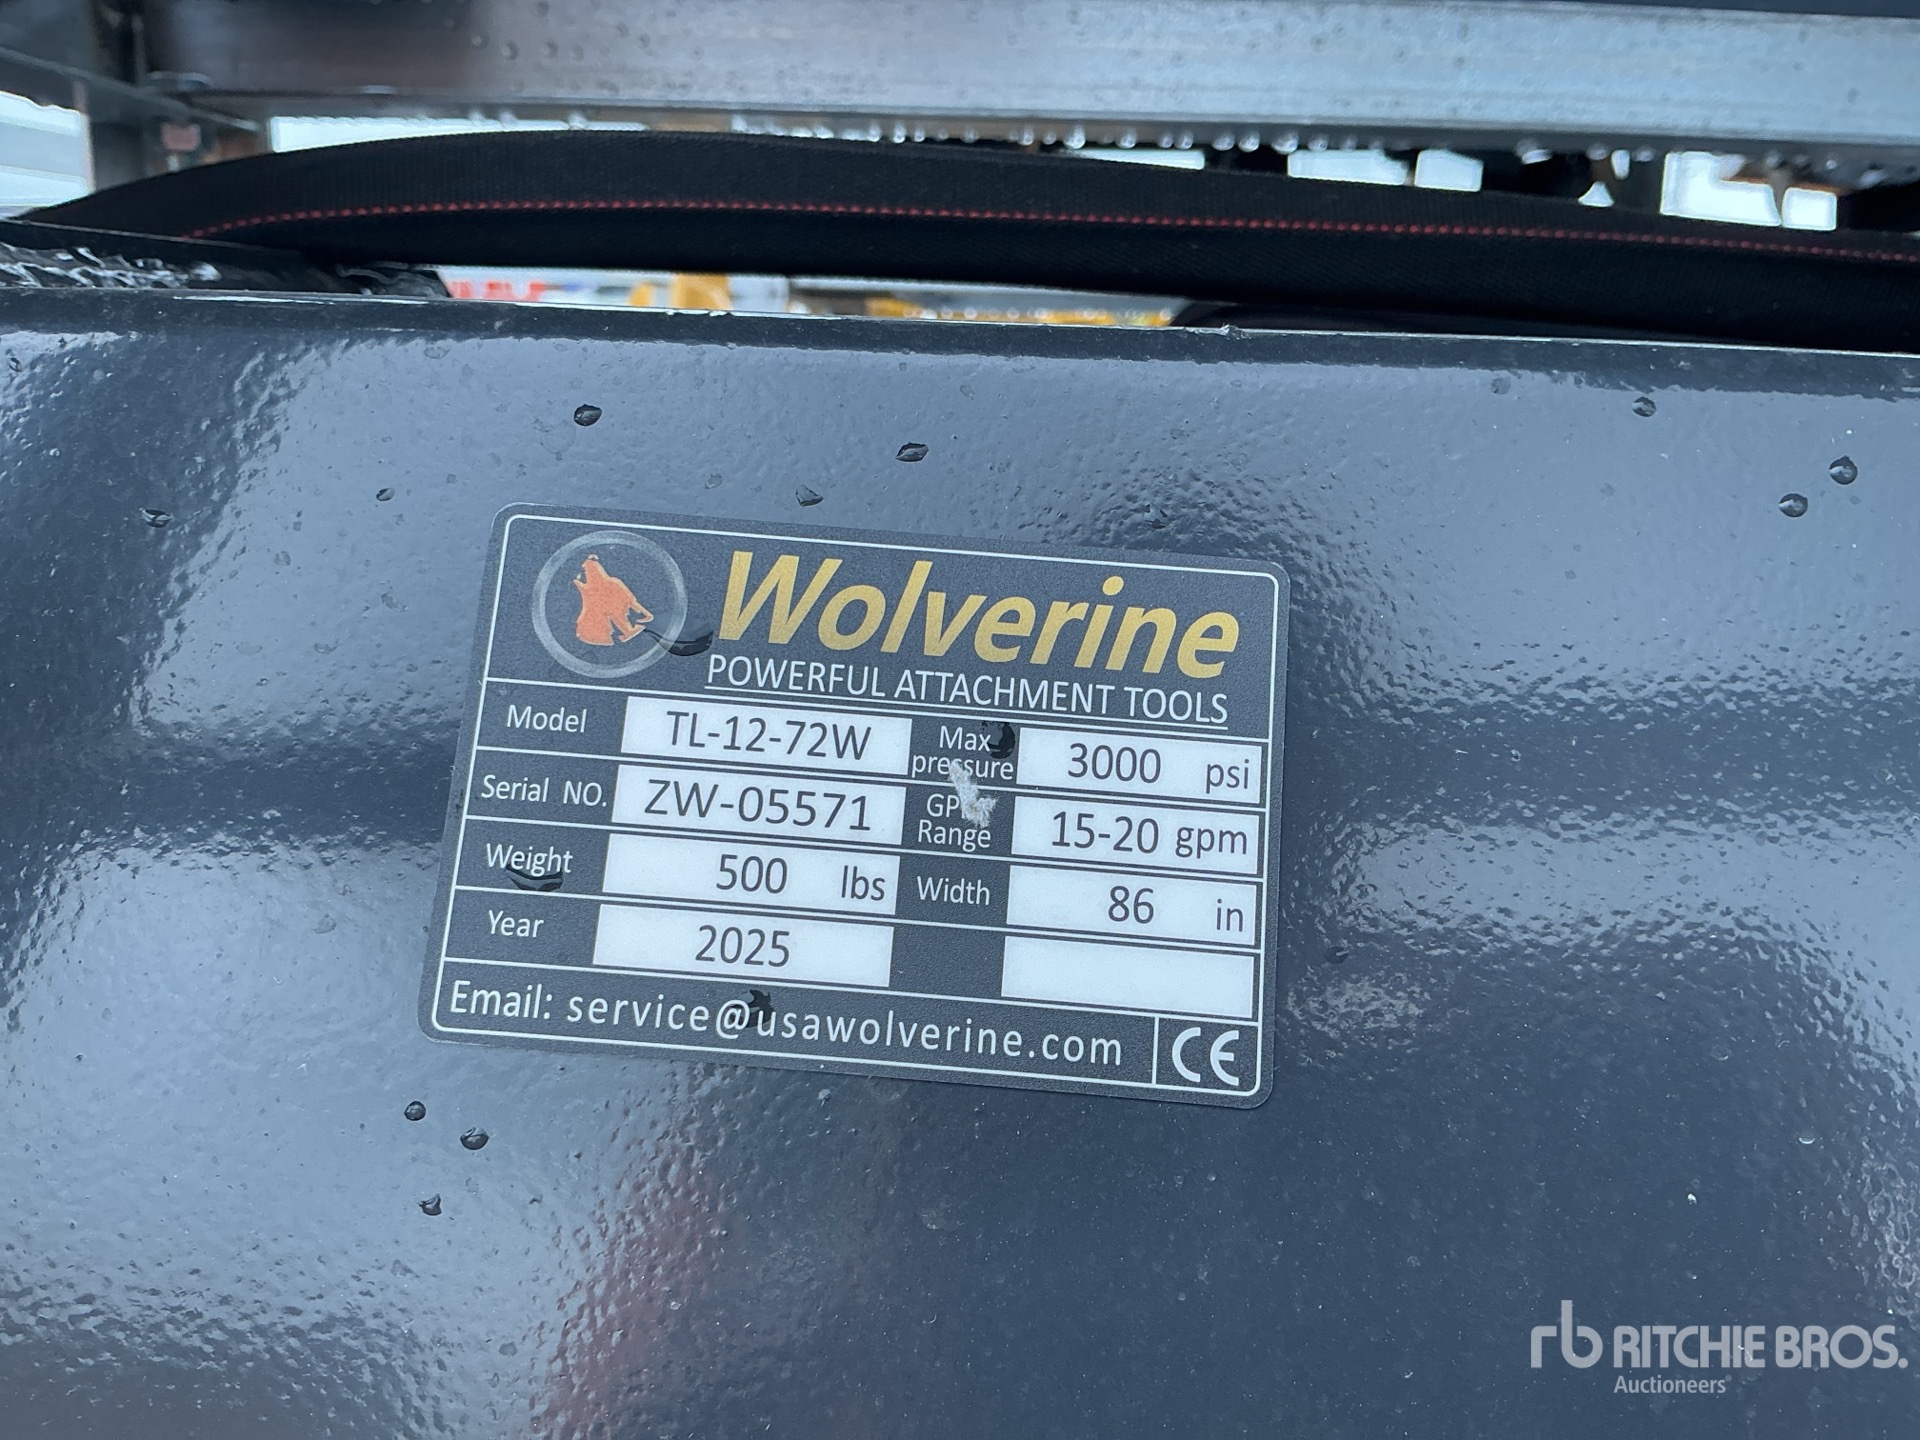 Wolverine
POWERFUL ATTACHMENT TOOLS
Model TL-12-72W Max pressure 3000 psi
Serial NO. ZW-05571 Range 15-20 gpm
Weight 500 lbs Width 86 in
Year 2025
Email: service@usawolverine.com CE
rb RITCHIE BROS.
Auctioneers